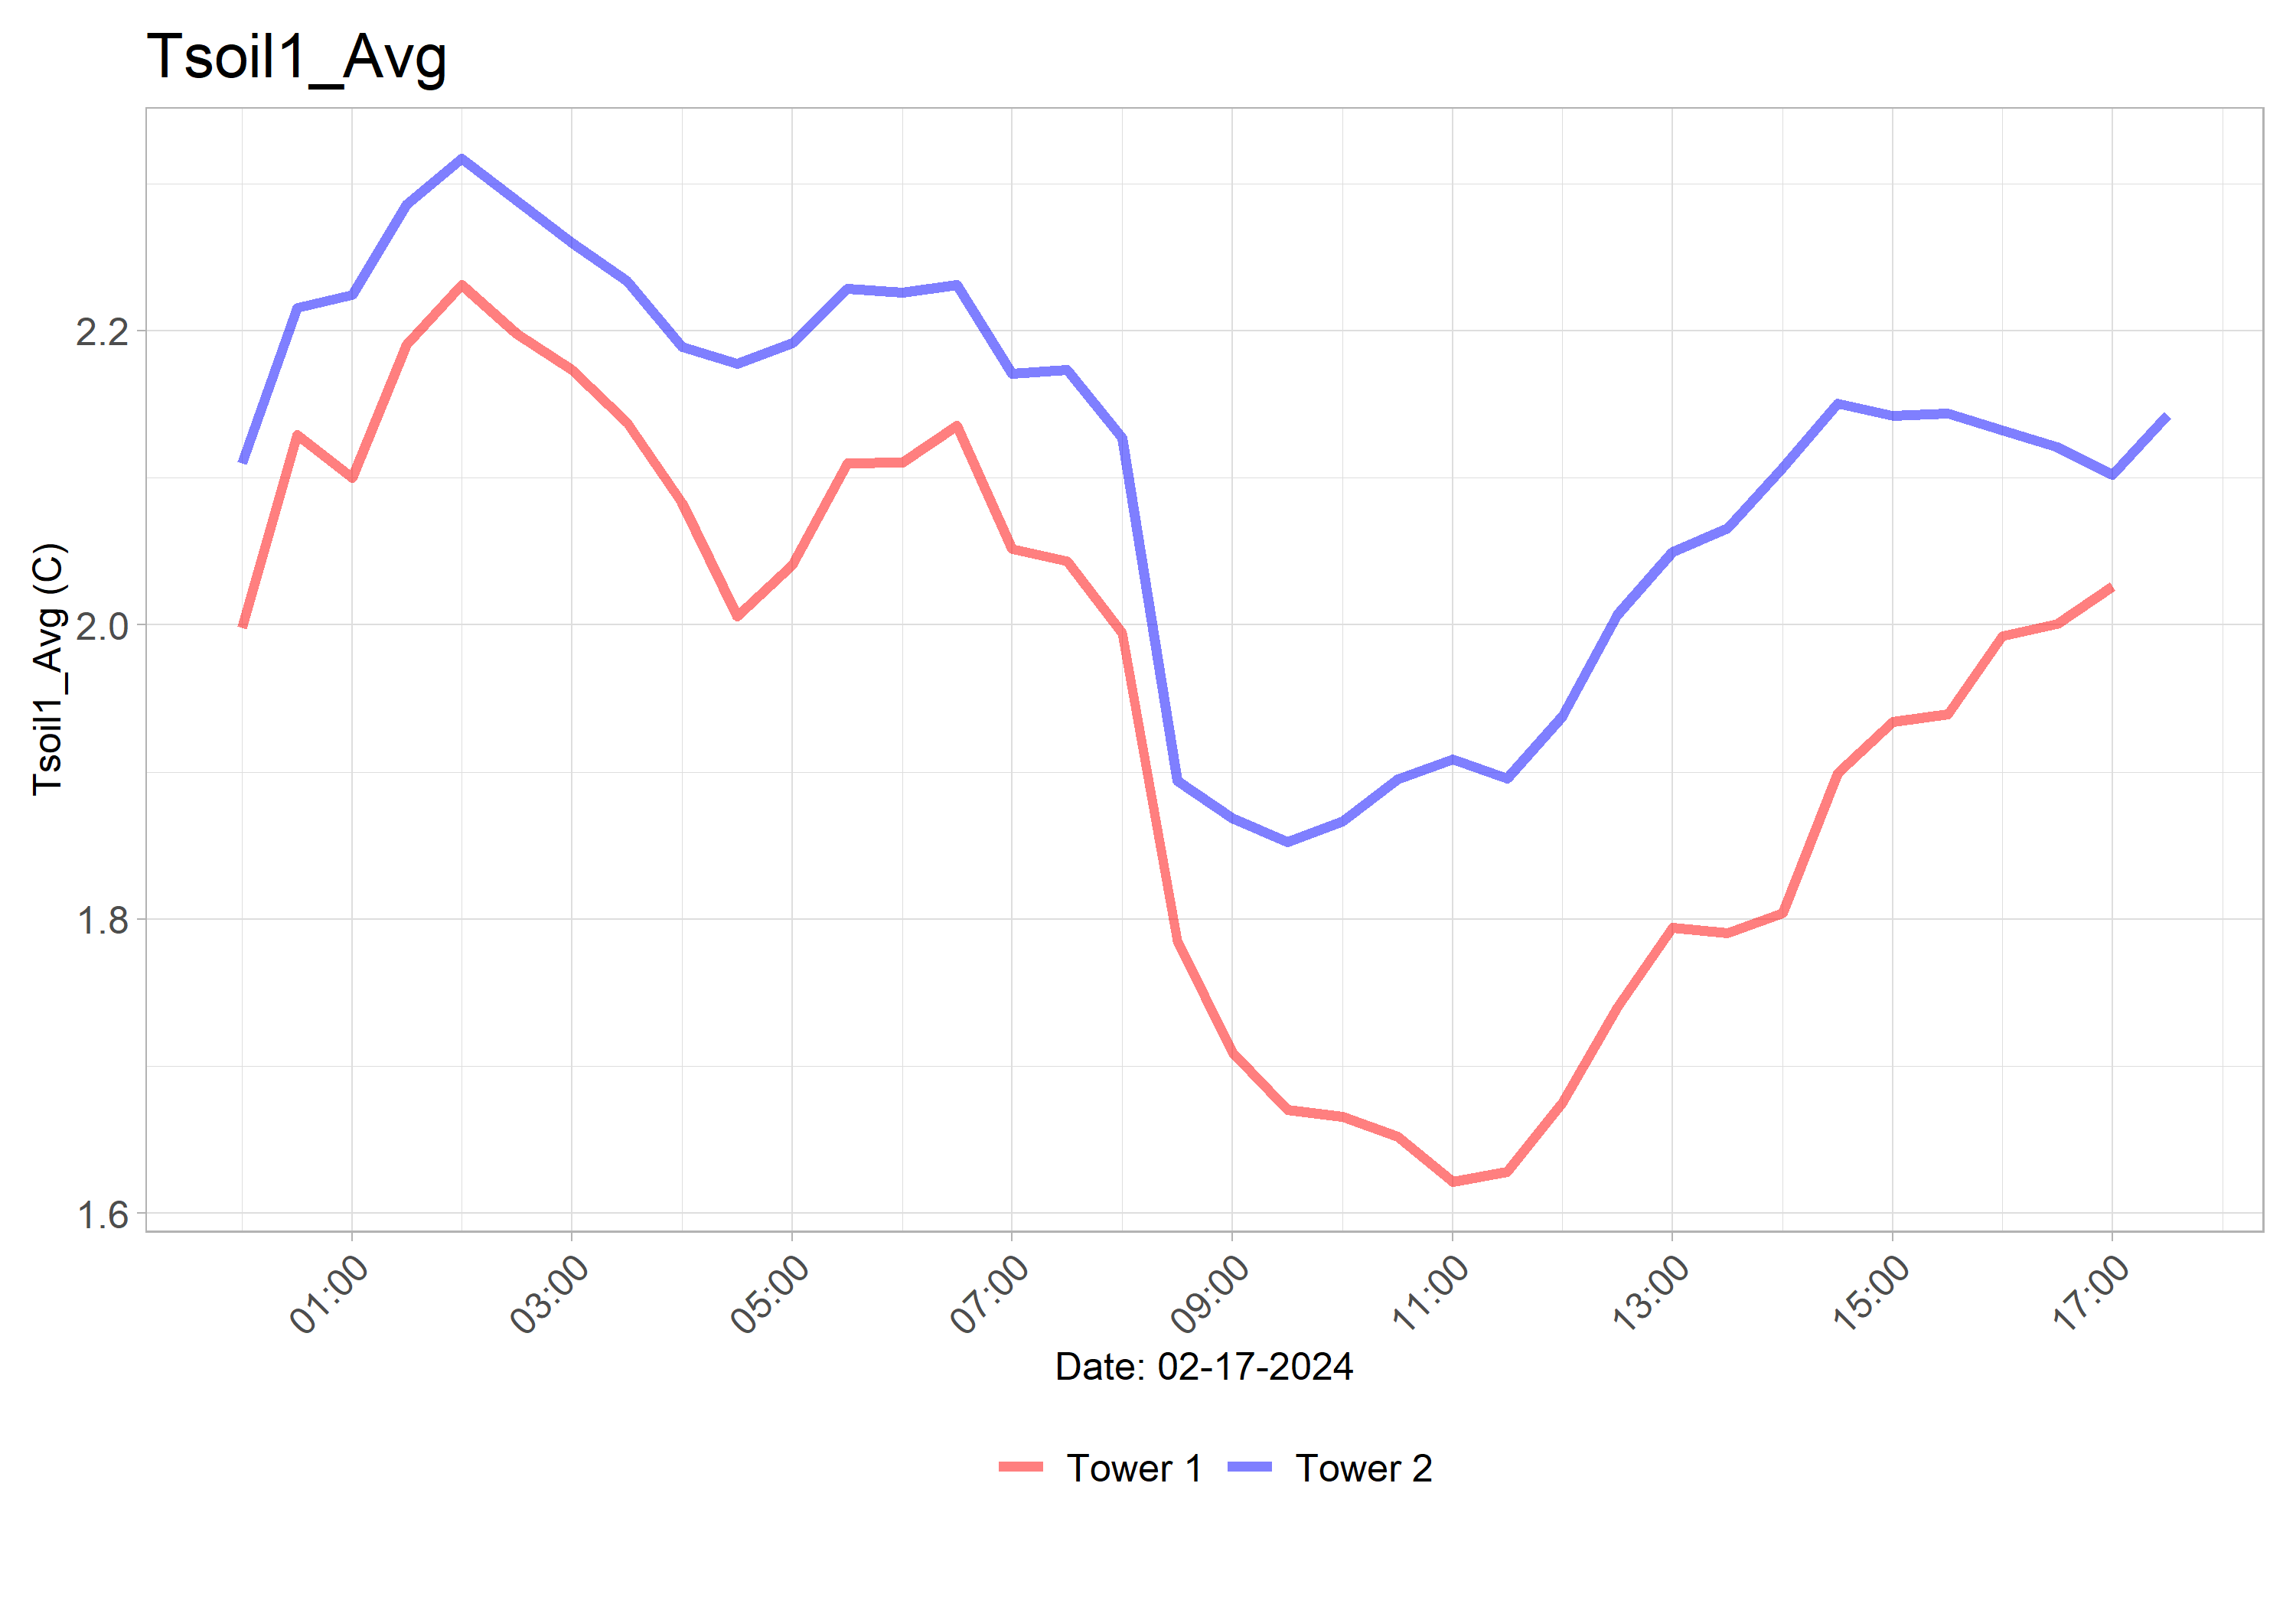 Tsoil1_Avg
Tsoil1_Avg (C)
2.2
2.0
1.8
1.6
01:00 03:00 05:00 07:00 09:00 11:00 13:00 15:00 17:00
Date: 02-17-2024
Tower 1 Tower 2